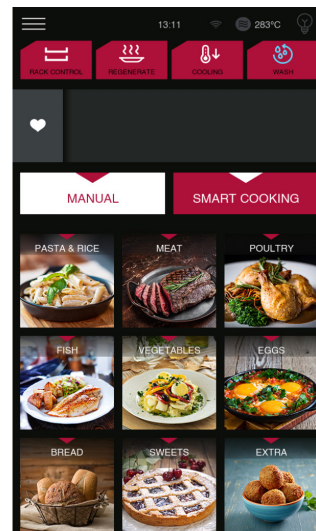 13:11 283°C
RACK CONTROL REGENERATE COOLING WASH
MANUAL SMART COOKING
PASTA & RICE MEAT POULTRY
FISH VEGETABLES EGGS
BREAD SWEETS EXTRA